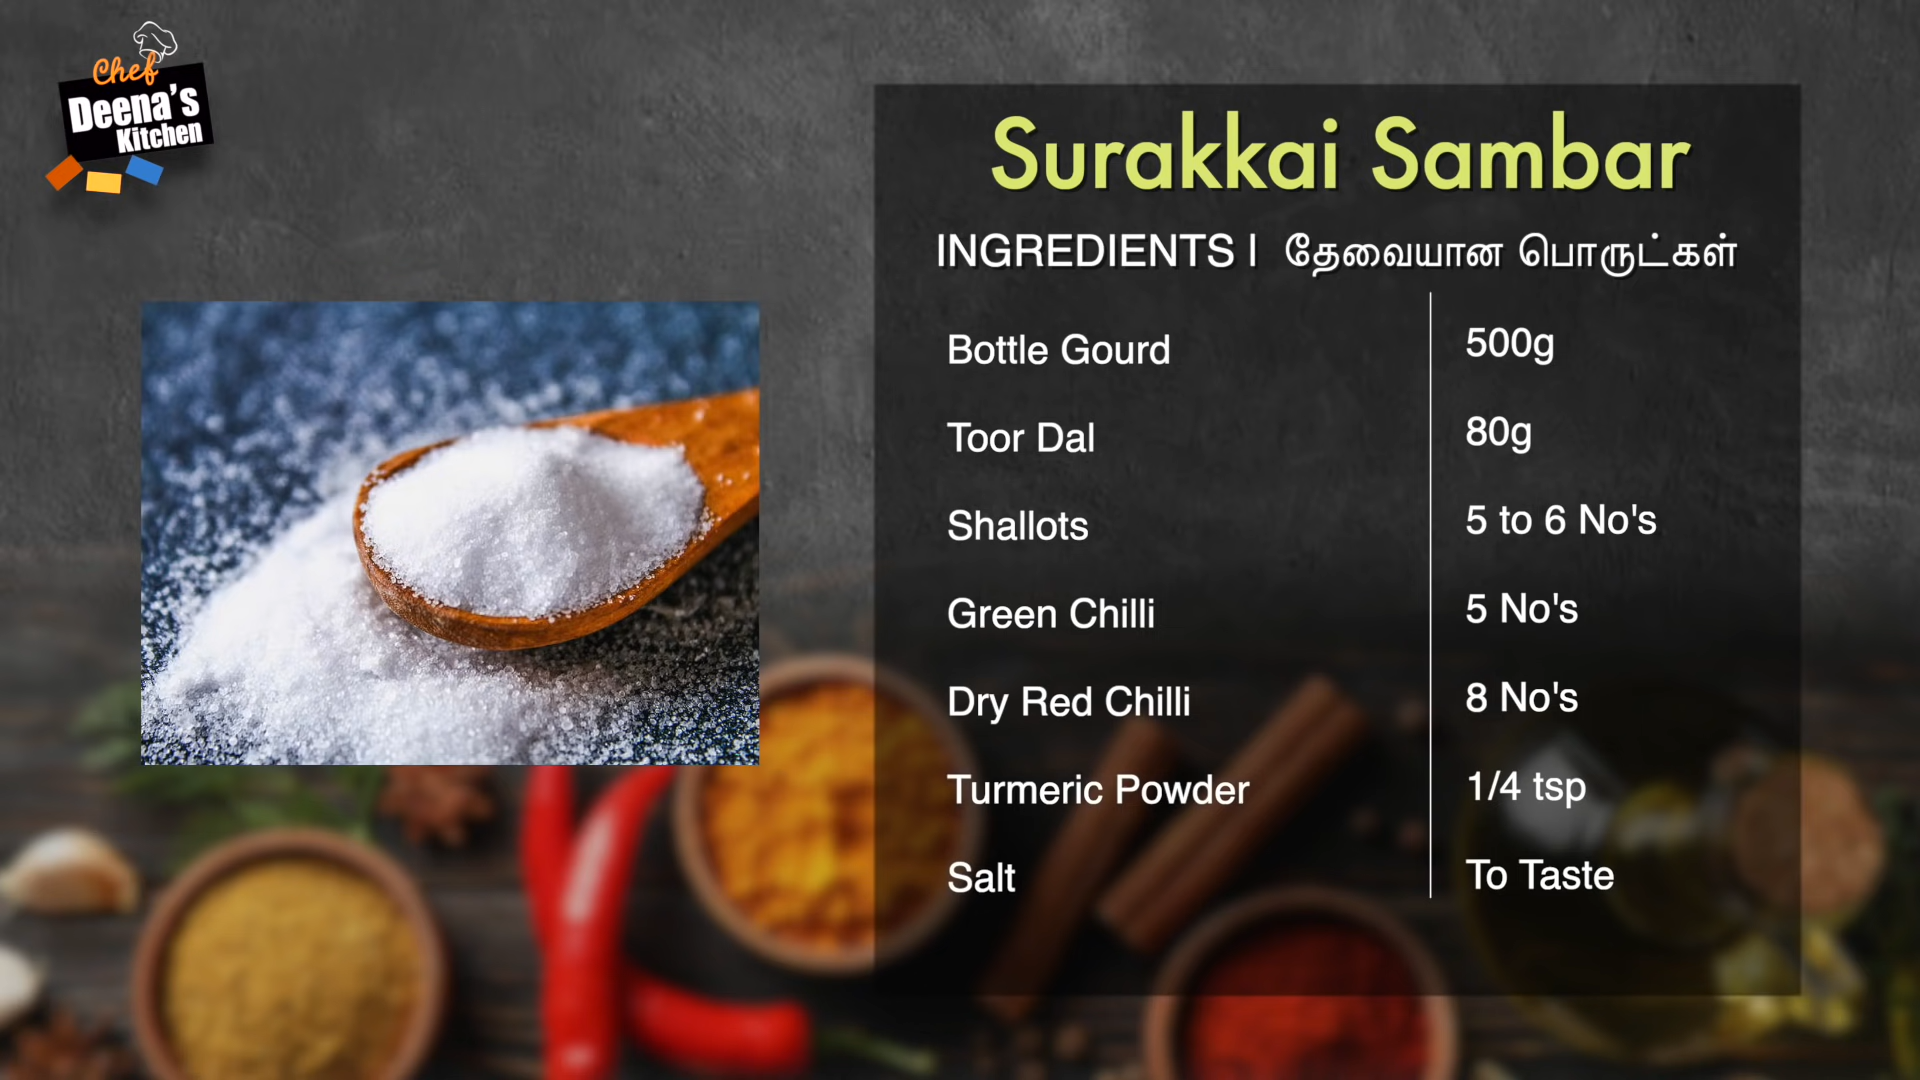 Chef
Deena's
Kitchen
Surakkai Sambar
INGREDIENTS | தேவையான பொருட்கள்
Bottle Gourd 500g
Toor Dal 80g
Shallots 5 to 6 No's
Green Chilli 5 No's
Dry Red Chilli 8 No's
Turmeric Powder 1/4 tsp
Salt To Taste